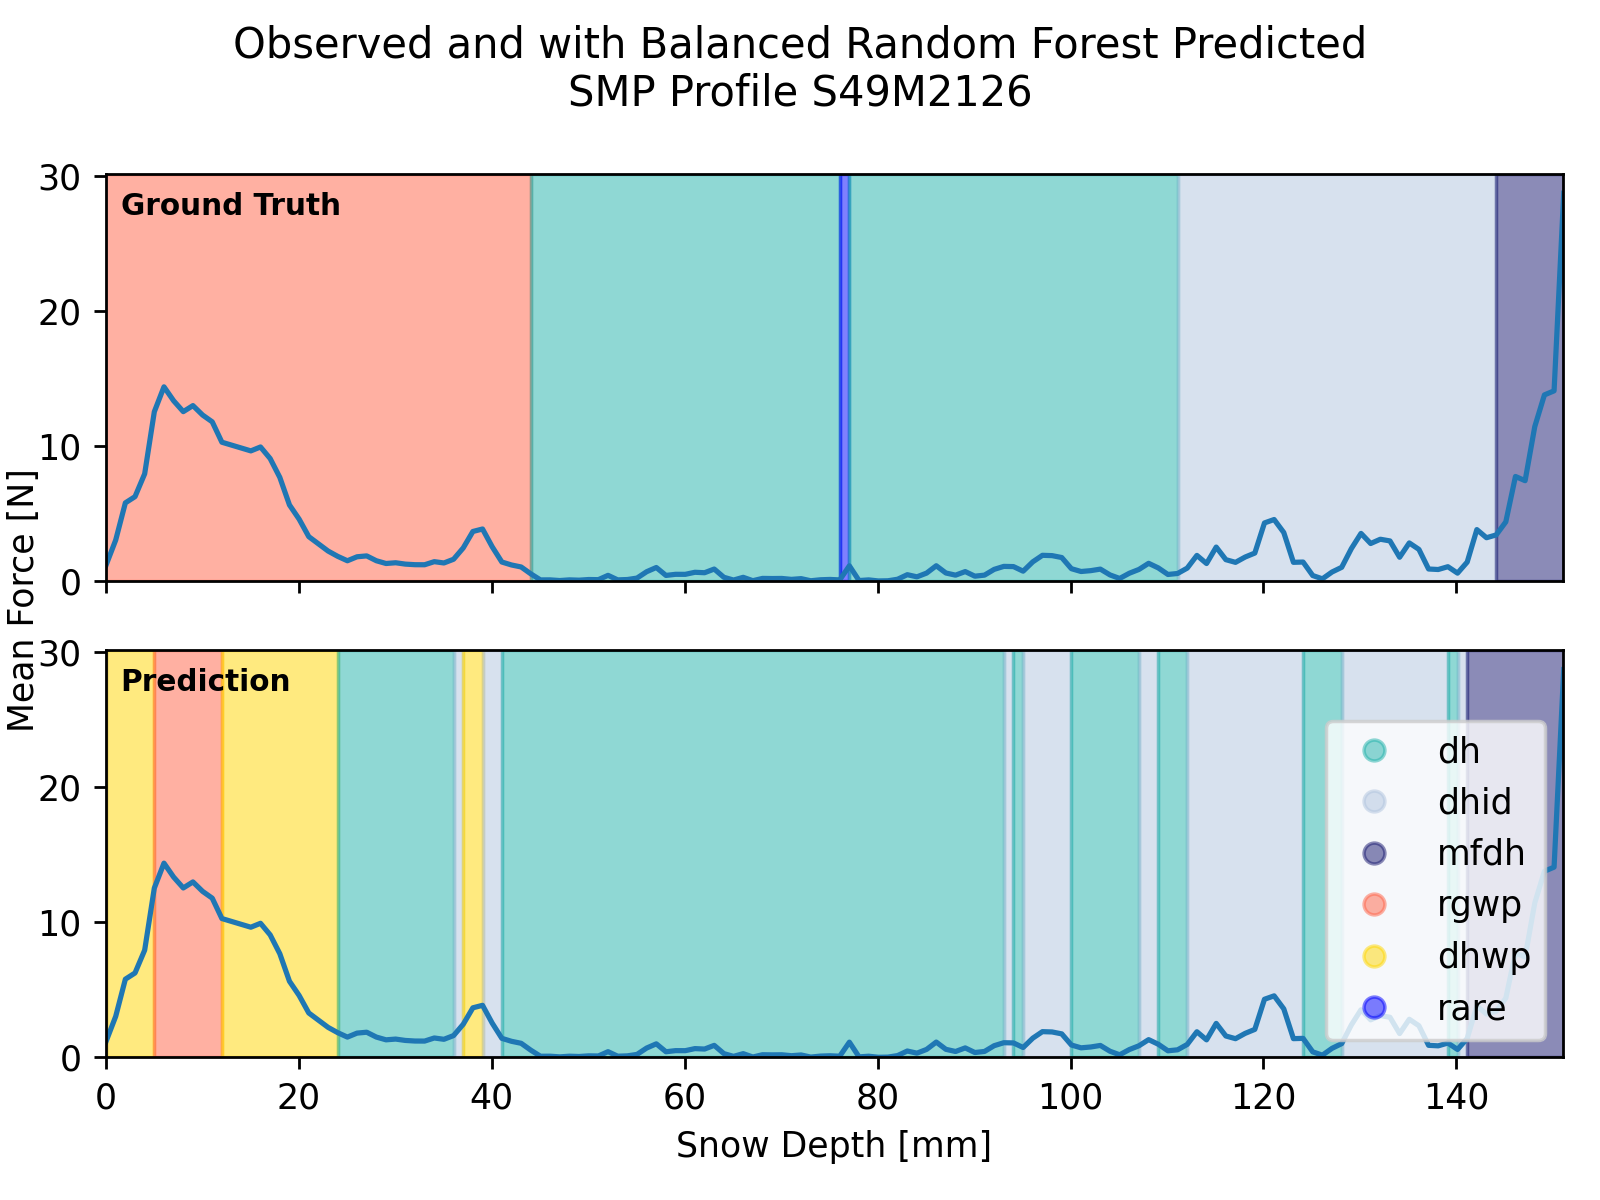 Observed and with Balanced Random Forest Predicted
SMP Profile S49M2126
Mean Force [N]
30
20
10
0
Ground Truth
30
20
10
0
Prediction
dh
dhid
mfdh
rgwp
dhwp
rare
0 20 40 60 80 100 120 140
Snow Depth [mm]